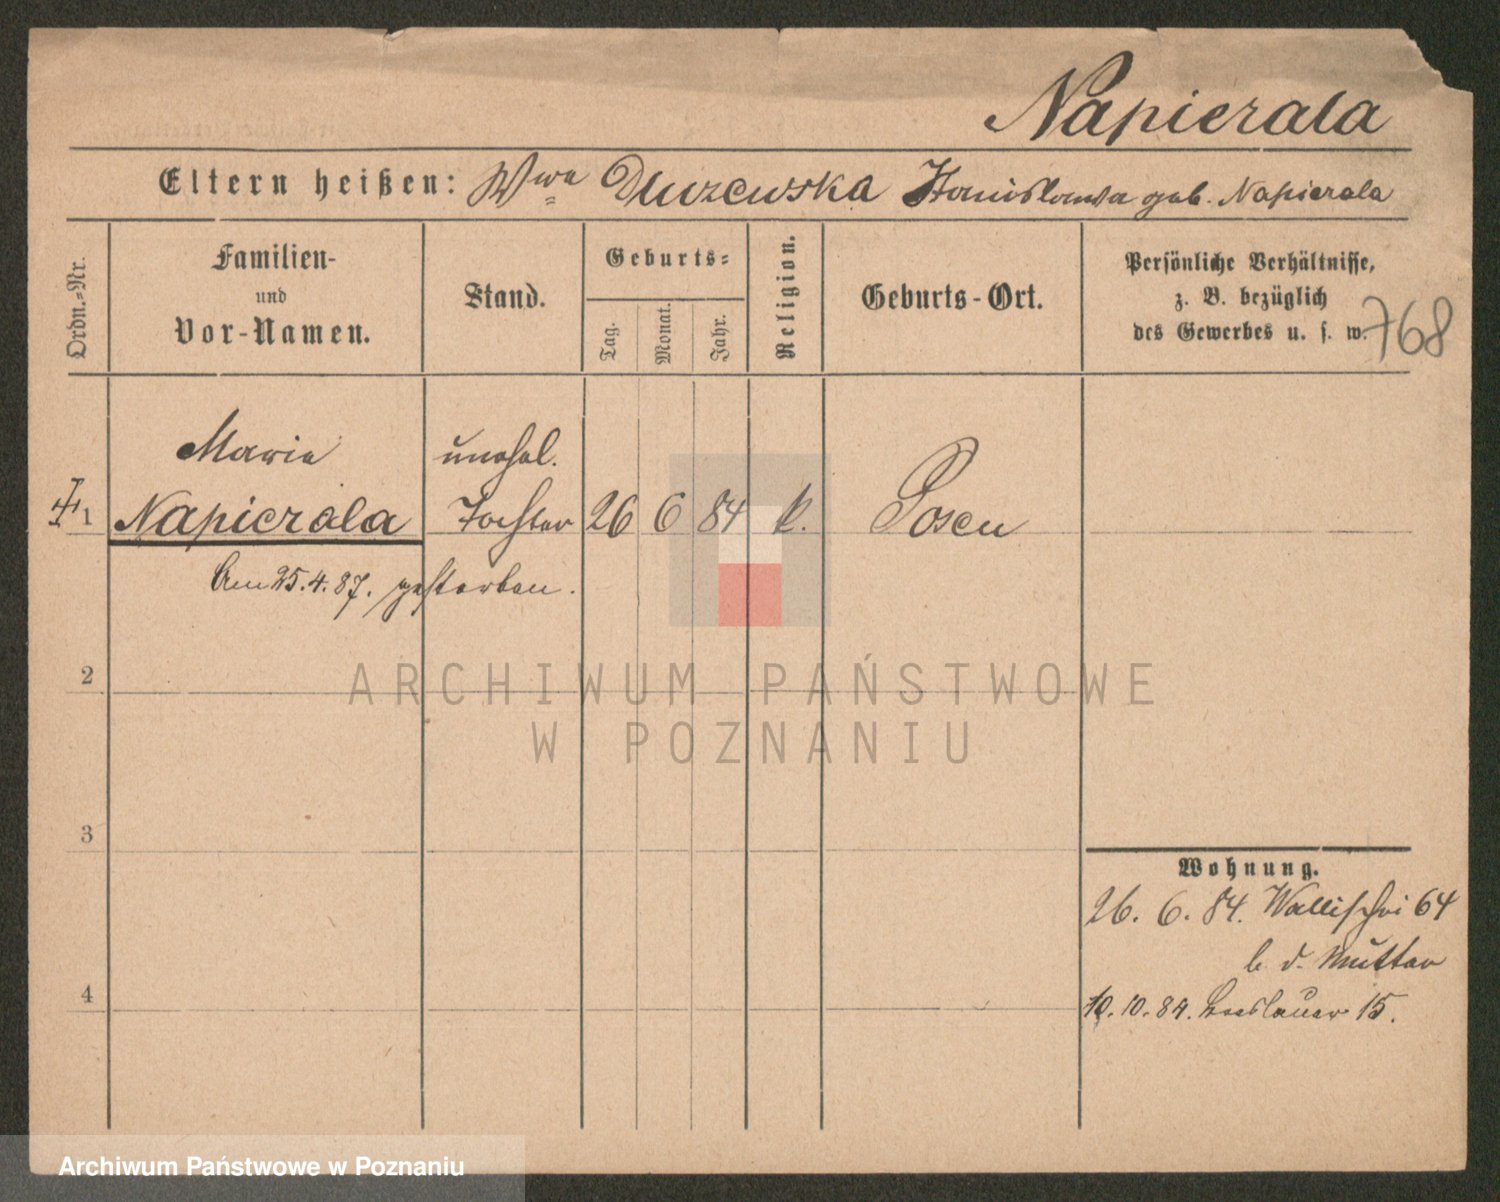 Napierala
Eltern heißen: Wwe Dluzewska Stanislawa geb. Napierala
Ordn.=Nr.
Familien-
und
Vor-Namen.
Stand.
Geburts=
Tag.
Monat.
Jahr.
Religion.
Geburts-Ort.
Persönliche Verhältnisse,
z. B. bezüglich
des Gewerbes u. s. w.
768
Marie unehel.
1 Napierala Tochter 26 6 84 k. Posen
Am 25.4.87. gestorben.
2
ARCHIWUM PAŃSTWOWE
W POZNANIU
3
Wohnung.
26. 6. 84. Wallischei 64
b. d. Mutter
4
10. 10. 84. Breslauer 15.
Archiwum Państwowe w Poznaniu